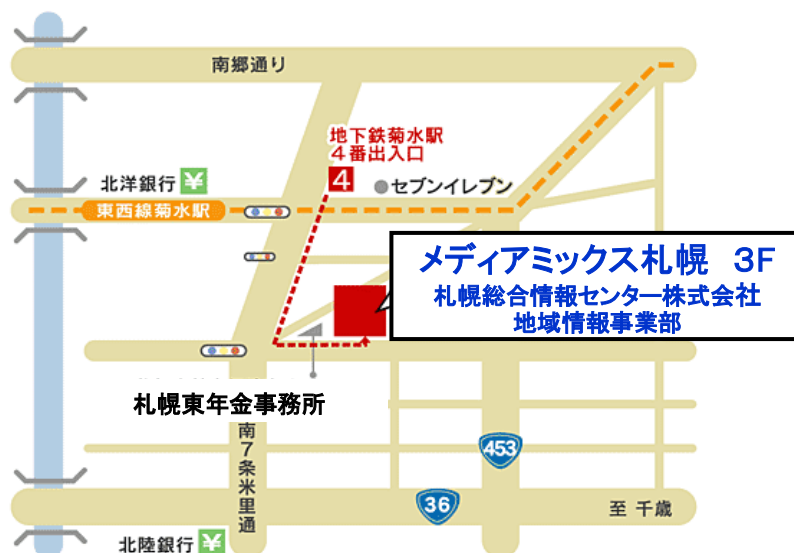 南郷通り
地下鉄菊水駅
4番出入口
4
北洋銀行 ¥
セブンイレブン
東西線菊水駅
メディアミックス札幌 3F
札幌総合情報センター株式会社
地域情報事業部
札幌東年金事務所
南7条米里通
453
36
至 千歳
北陸銀行 ¥